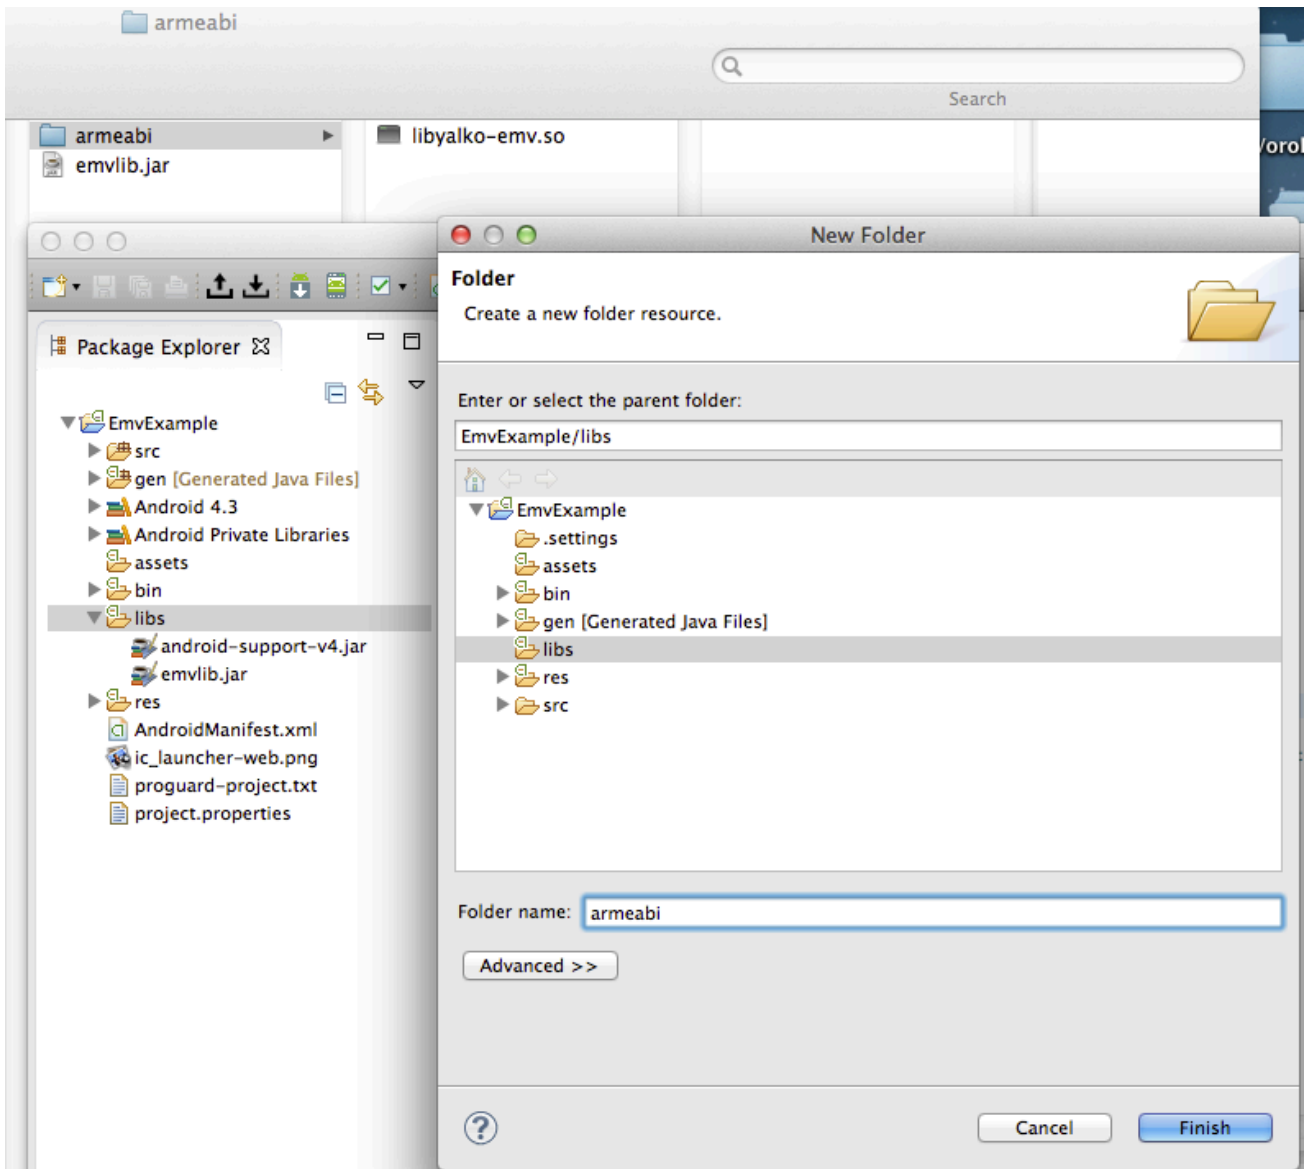 armeabi
Search
armeabi
libyalko-emv.so
emvlib.jar
New Folder
Folder
Create a new folder resource.
Package Explorer
EmvExample
src
gen [Generated Java Files]
Android 4.3
Android Private Libraries
assets
bin
libs
android-support-v4.jar
emvlib.jar
res
AndroidManifest.xml
ic_launcher-web.png
proguard-project.txt
project.properties
Enter or select the parent folder:
EmvExample/libs
EmvExample
.settings
assets
bin
gen [Generated Java Files]
libs
res
src
Folder name: armeabi
Advanced >>
? Cancel Finish